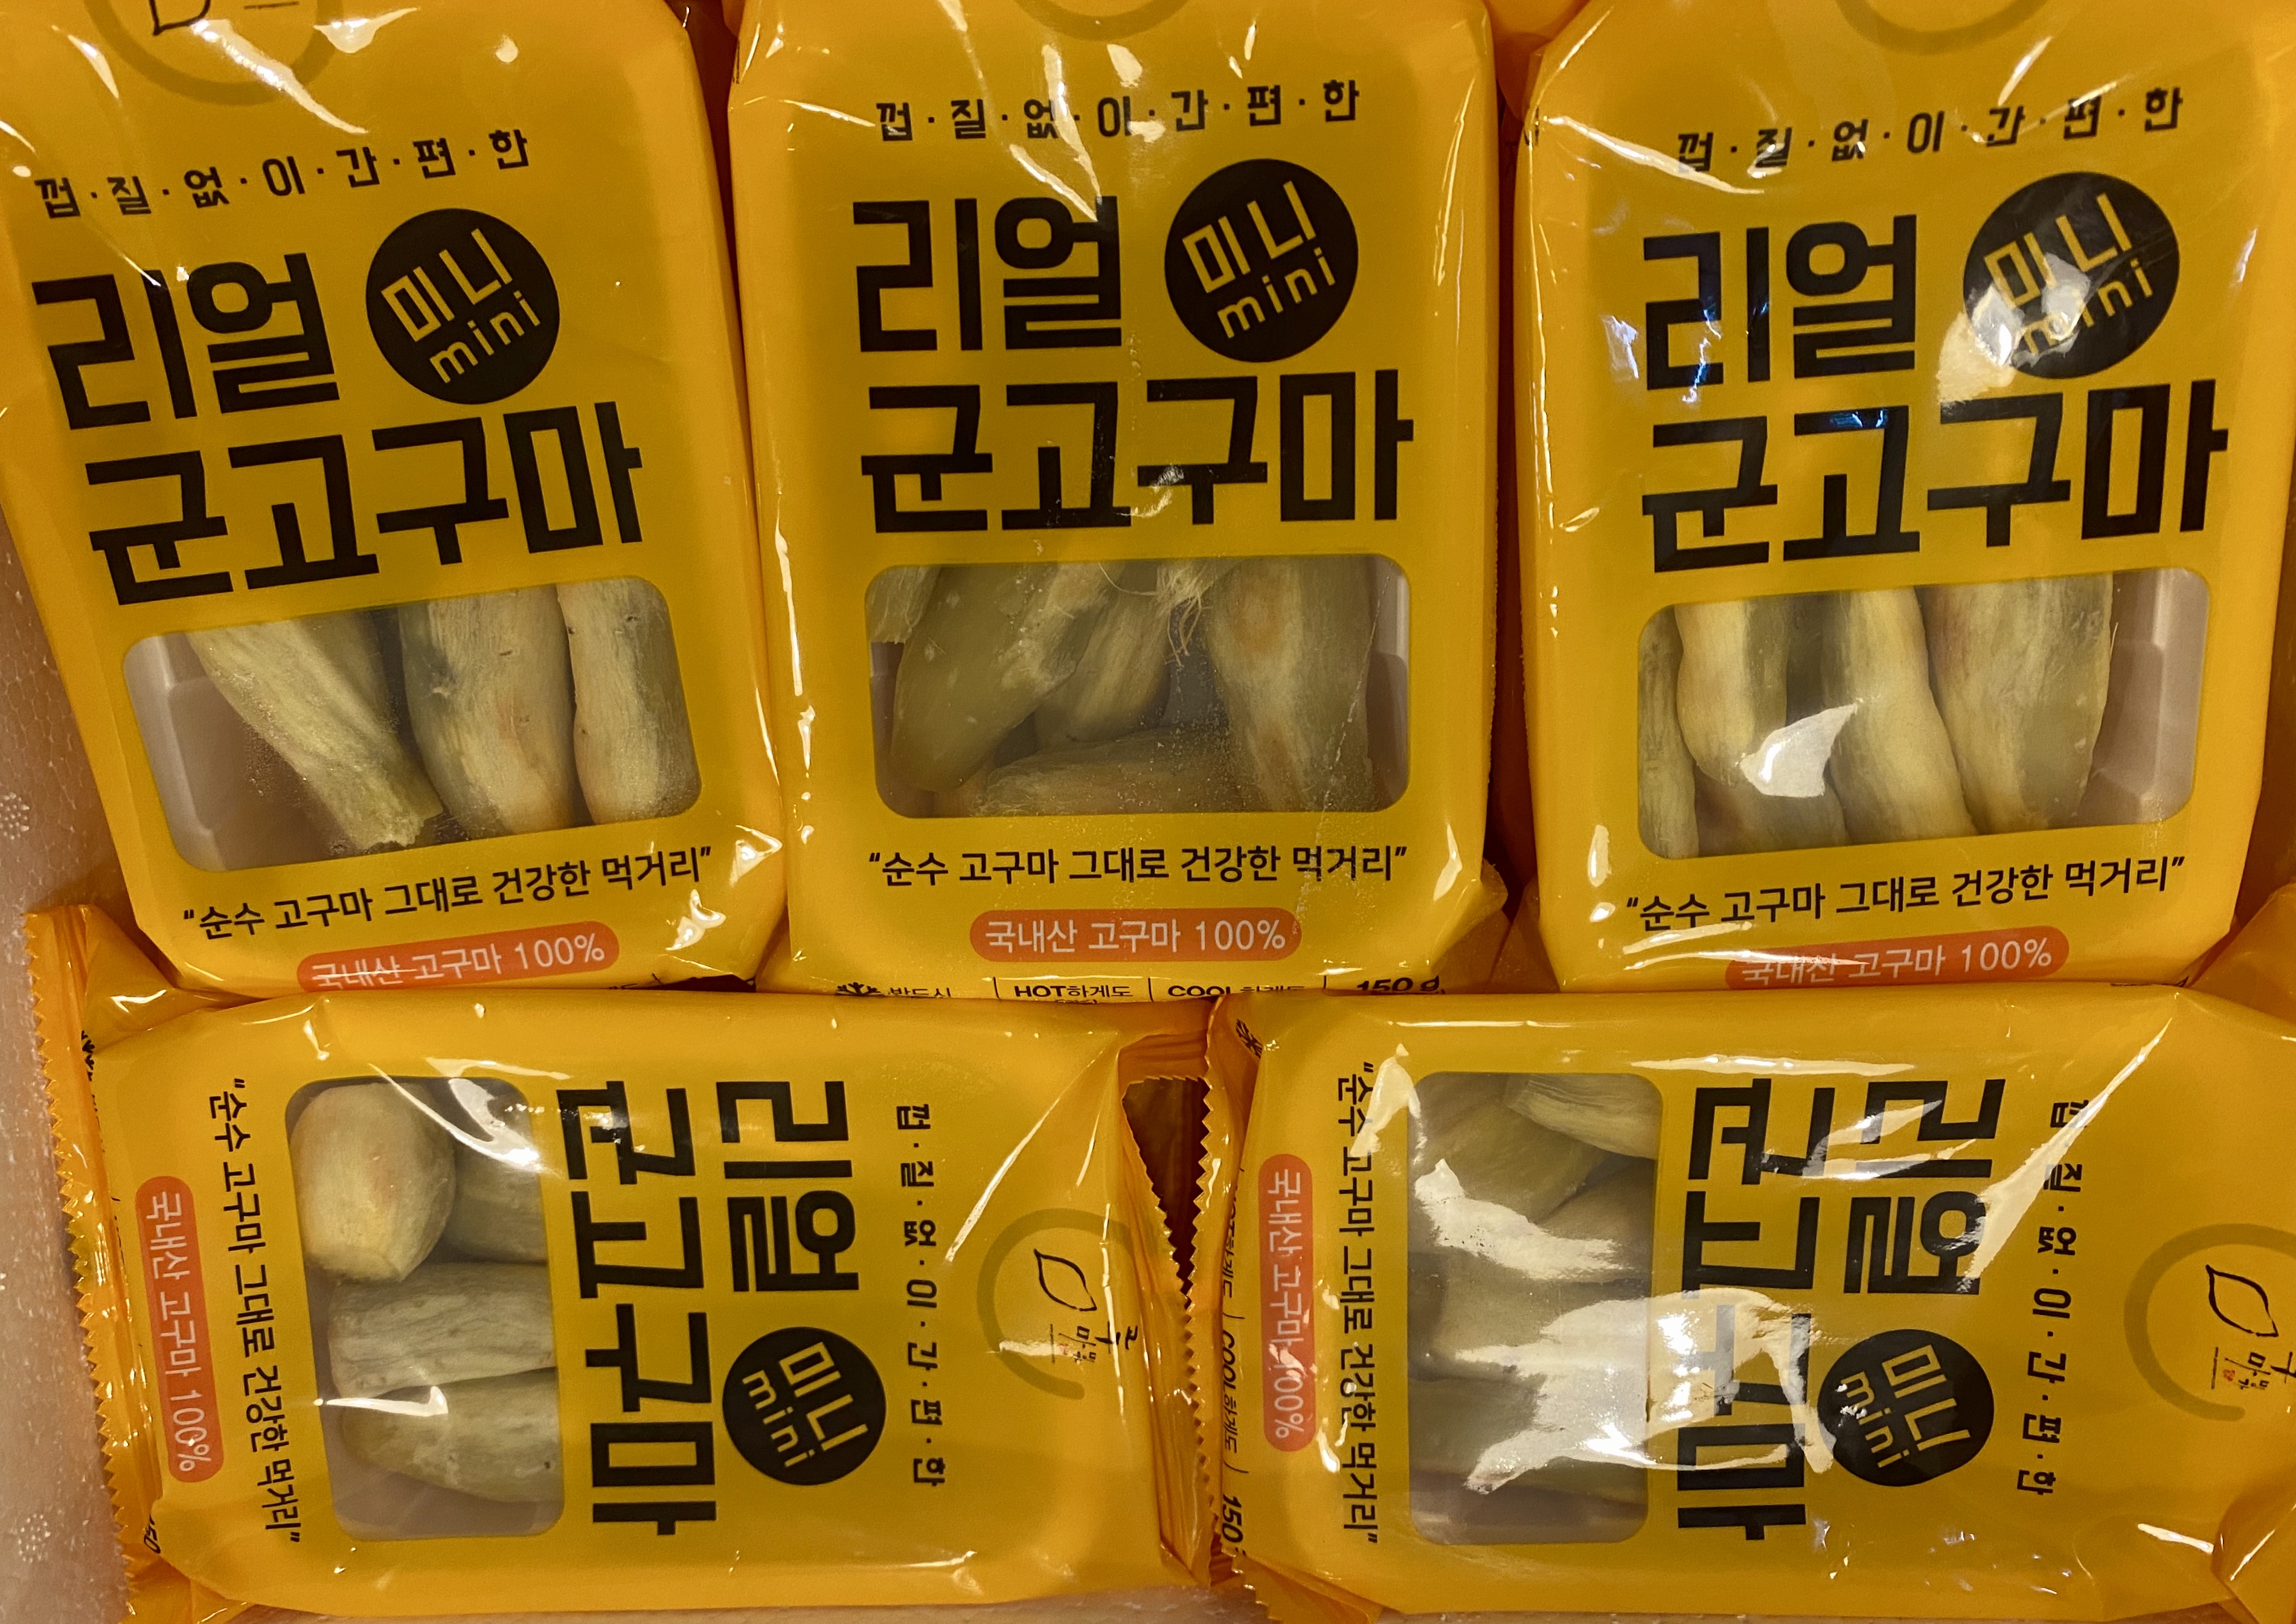 껍·질·없·이·간·편·한
리얼
미니
mini
군고구마
"순수 고구마 그대로 건강한 먹거리"
국내산 고구마 100%
껍·질·없·이·간·편·한
리얼
미니
mini
군고구마
"순수 고구마 그대로 건강한 먹거리"
국내산 고구마 100%
반드시
HOT하게도
COOL하게도
150 g
껍·질·없·이·간·편·한
리얼
미니
mini
군고구마
"순수 고구마 그대로 건강한 먹거리"
국내산 고구마 100%
껍·질·없·이·간·편·한
리얼
미니
mini
군고구마
"순수 고구마 그대로 건강한 먹거리"
국내산 고구마 100%
껍·질·없·이·간·편·한
리얼
미니
mini
군고구마
"순수 고구마 그대로 건강한 먹거리"
국내산 고구마 100%
COOL하게도
150